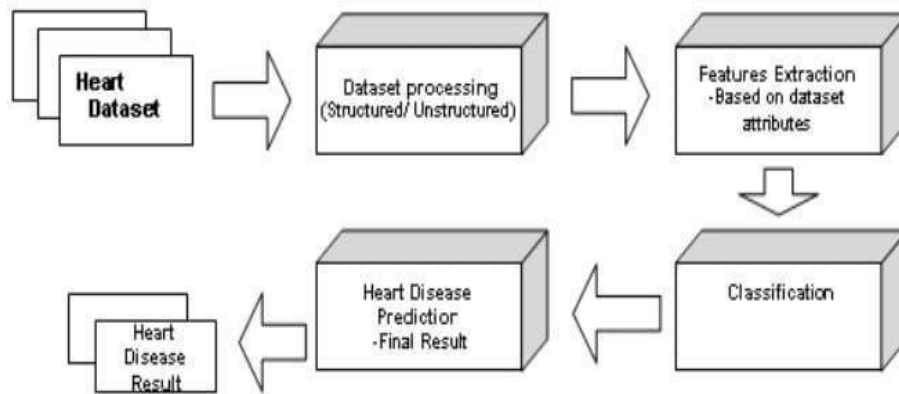 Heart
Dataset
Dataset processing
(Structured/ Unstructured)
Features Extraction
-Based on dataset
attributes
Classification
Heart Disease
Prediction
-Final Result
Heart
Disease
Result